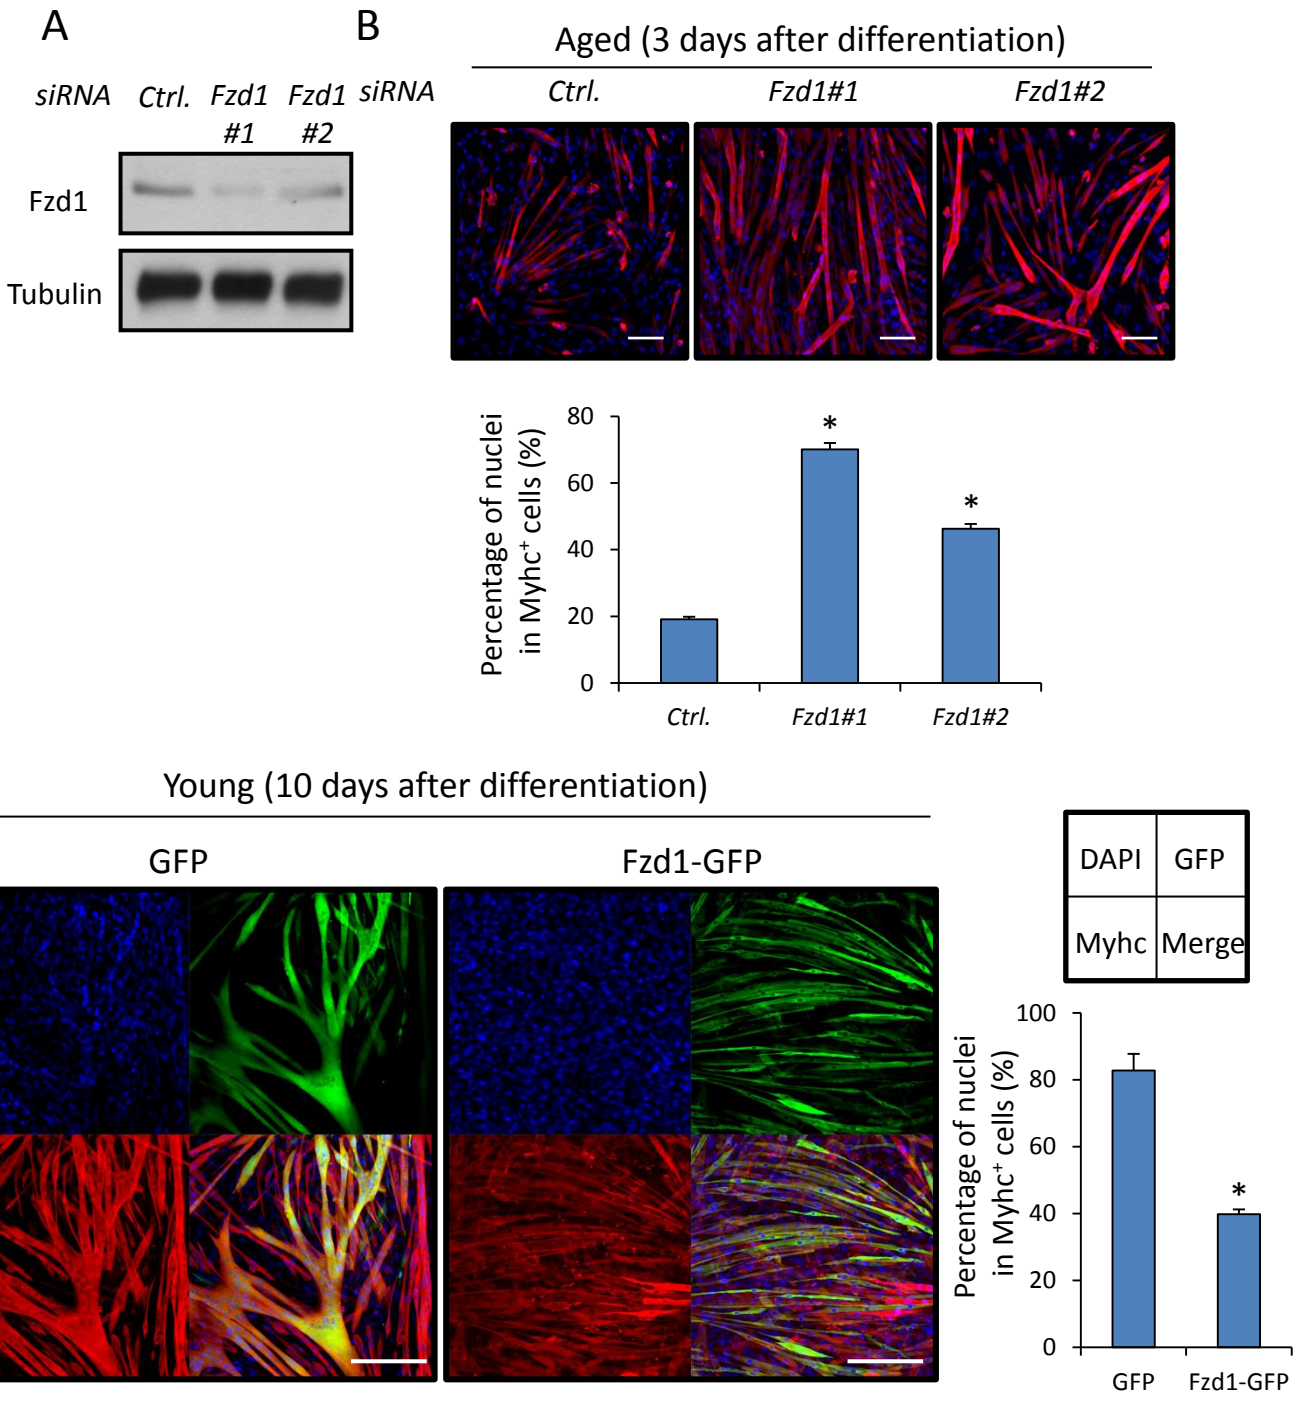 A
B
Aged (3 days after differentiation)
siRNA Ctrl. Fzd1 Fzd1
#1 #2
siRNA Ctrl. Fzd1#1 Fzd1#2
Fzd1
Tubulin
Percentage of nuclei
in Myhc⁺ cells (%)
80
60
40
20
0
*
*
Ctrl. Fzd1#1 Fzd1#2
Young (10 days after differentiation)
GFP Fzd1-GFP
DAPI GFP
Myhc Merge
Percentage of nuclei
in Myhc⁺ cells (%)
100
80
60
40
20
0
*
GFP Fzd1-GFP